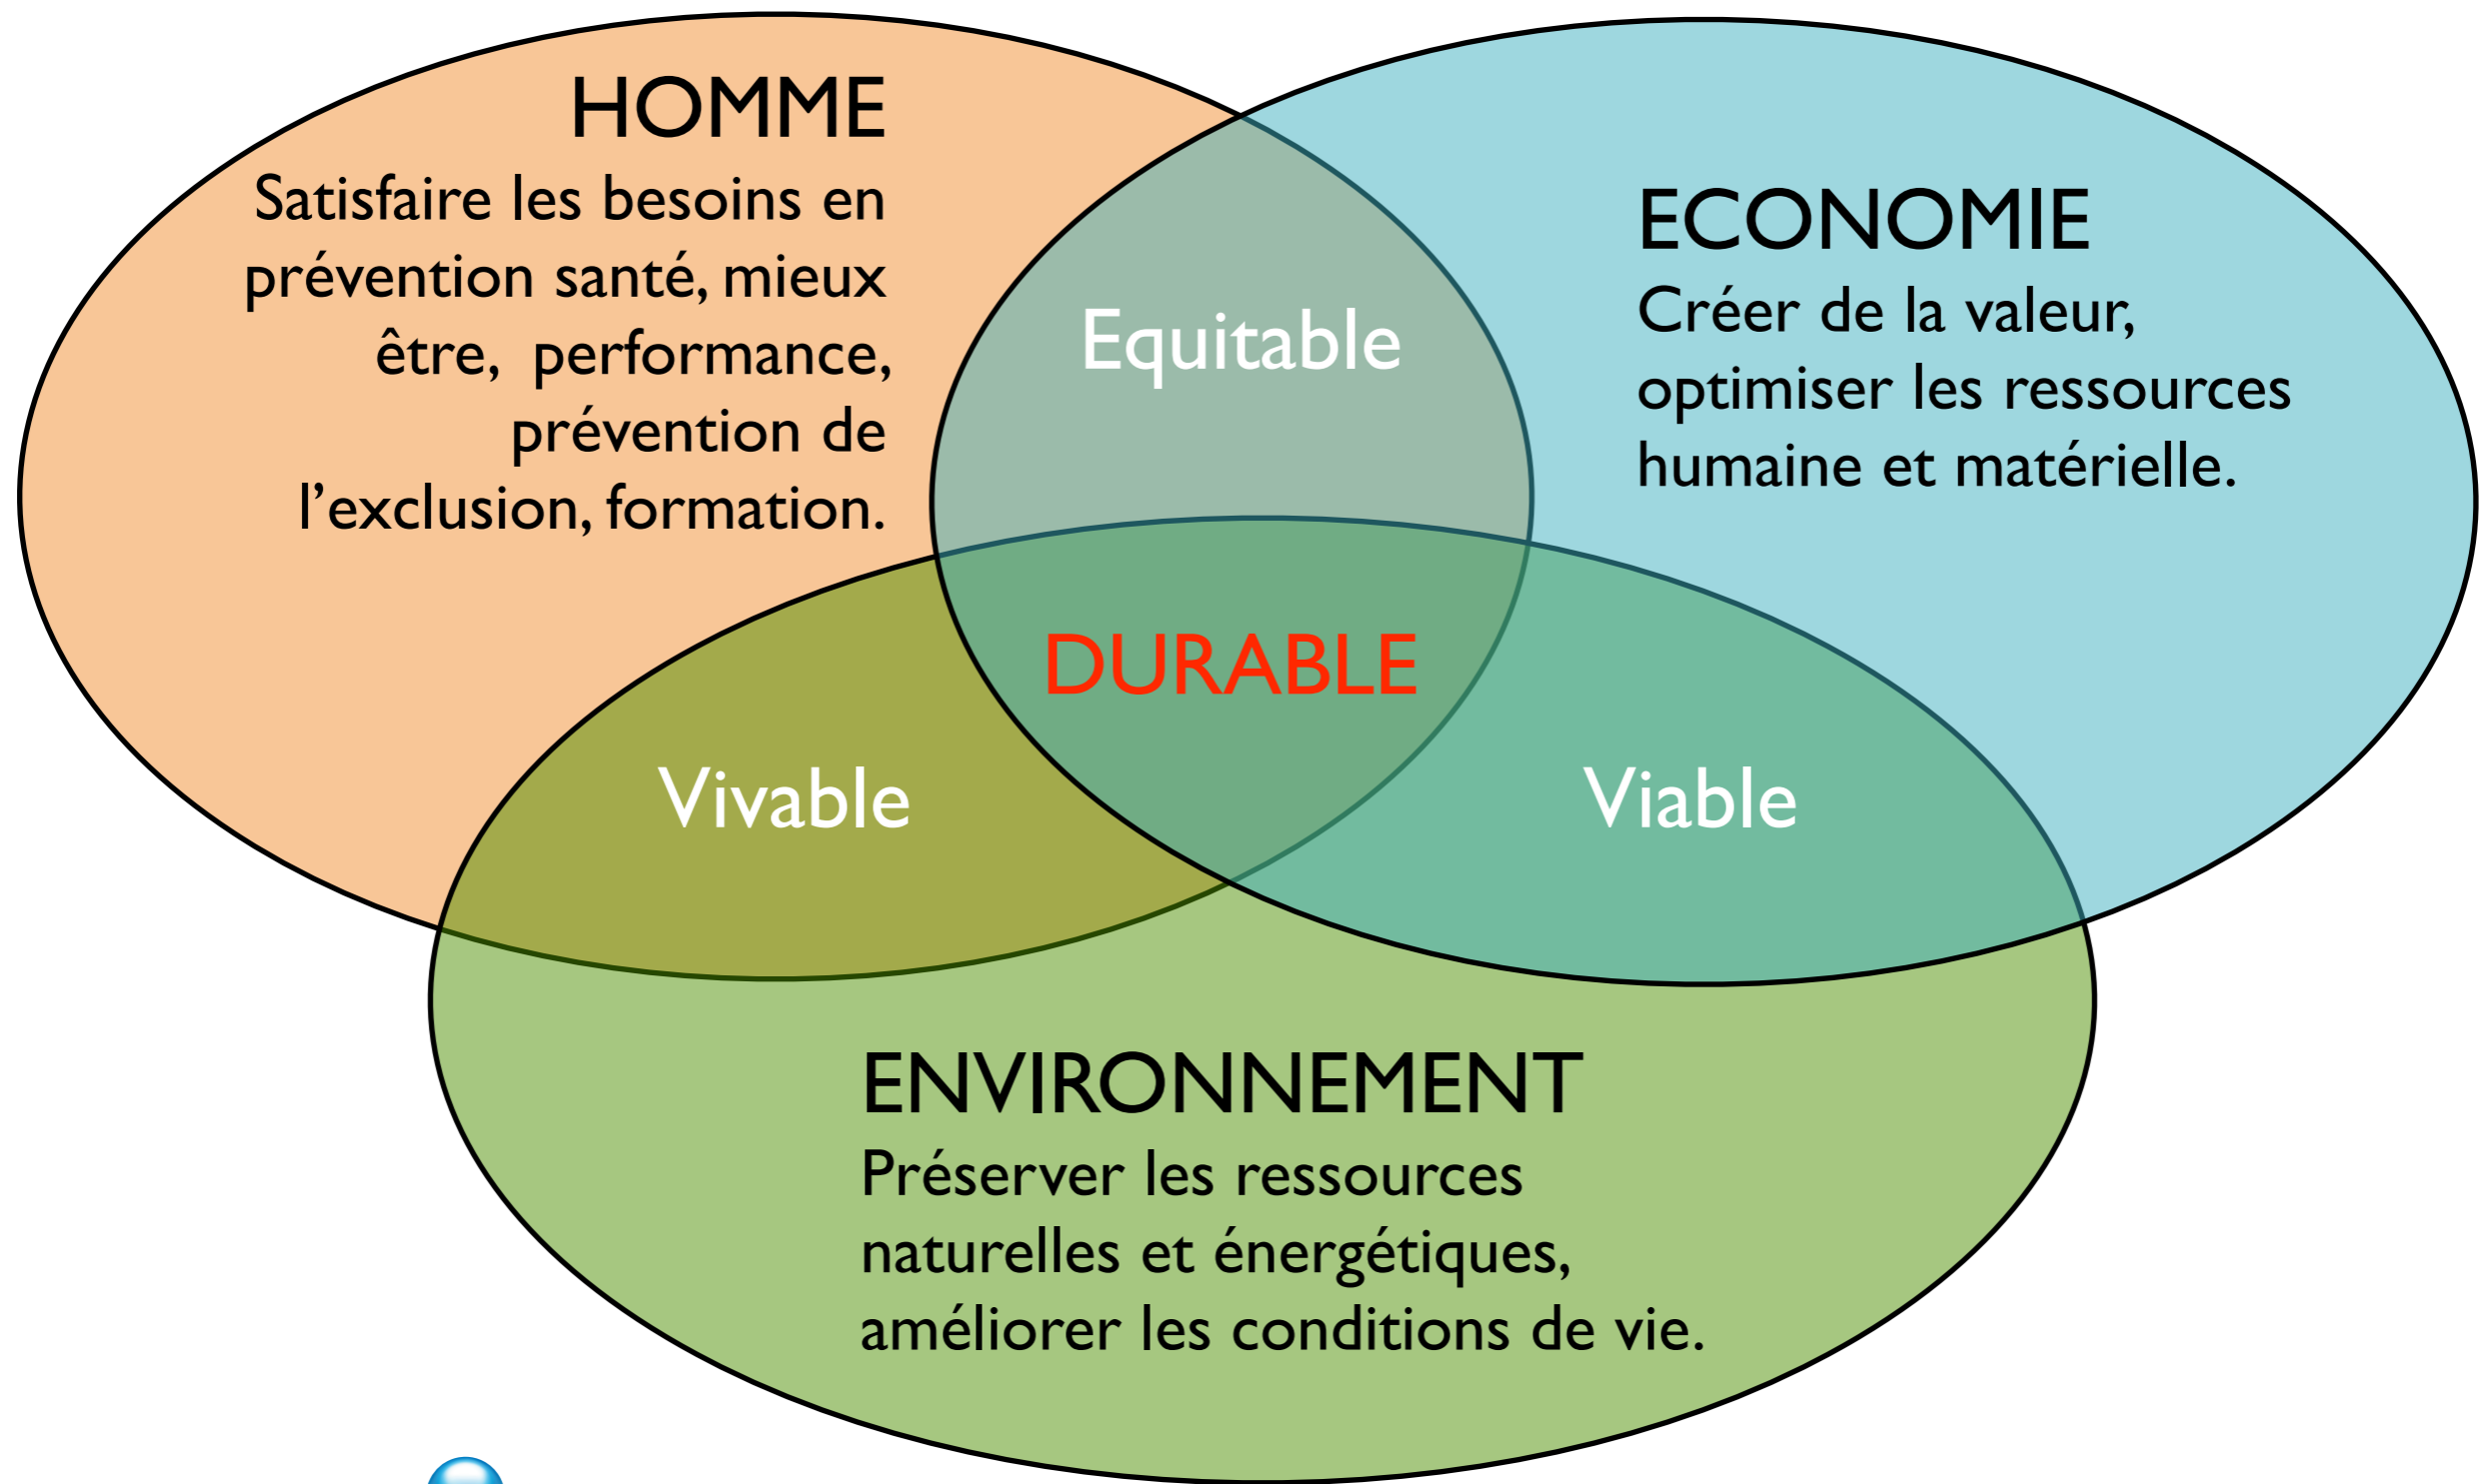 HOMME
Satisfaire les besoins en
prévention santé, mieux
être, performance,
prévention de
l’exclusion, formation.
ECONOMIE
Créer de la valeur,
optimiser les ressources
humaine et matérielle.
Equitable
DURABLE
Vivable
Viable
ENVIRONNEMENT
Préserver les ressources
naturelles et énergétiques,
améliorer les conditions de vie.